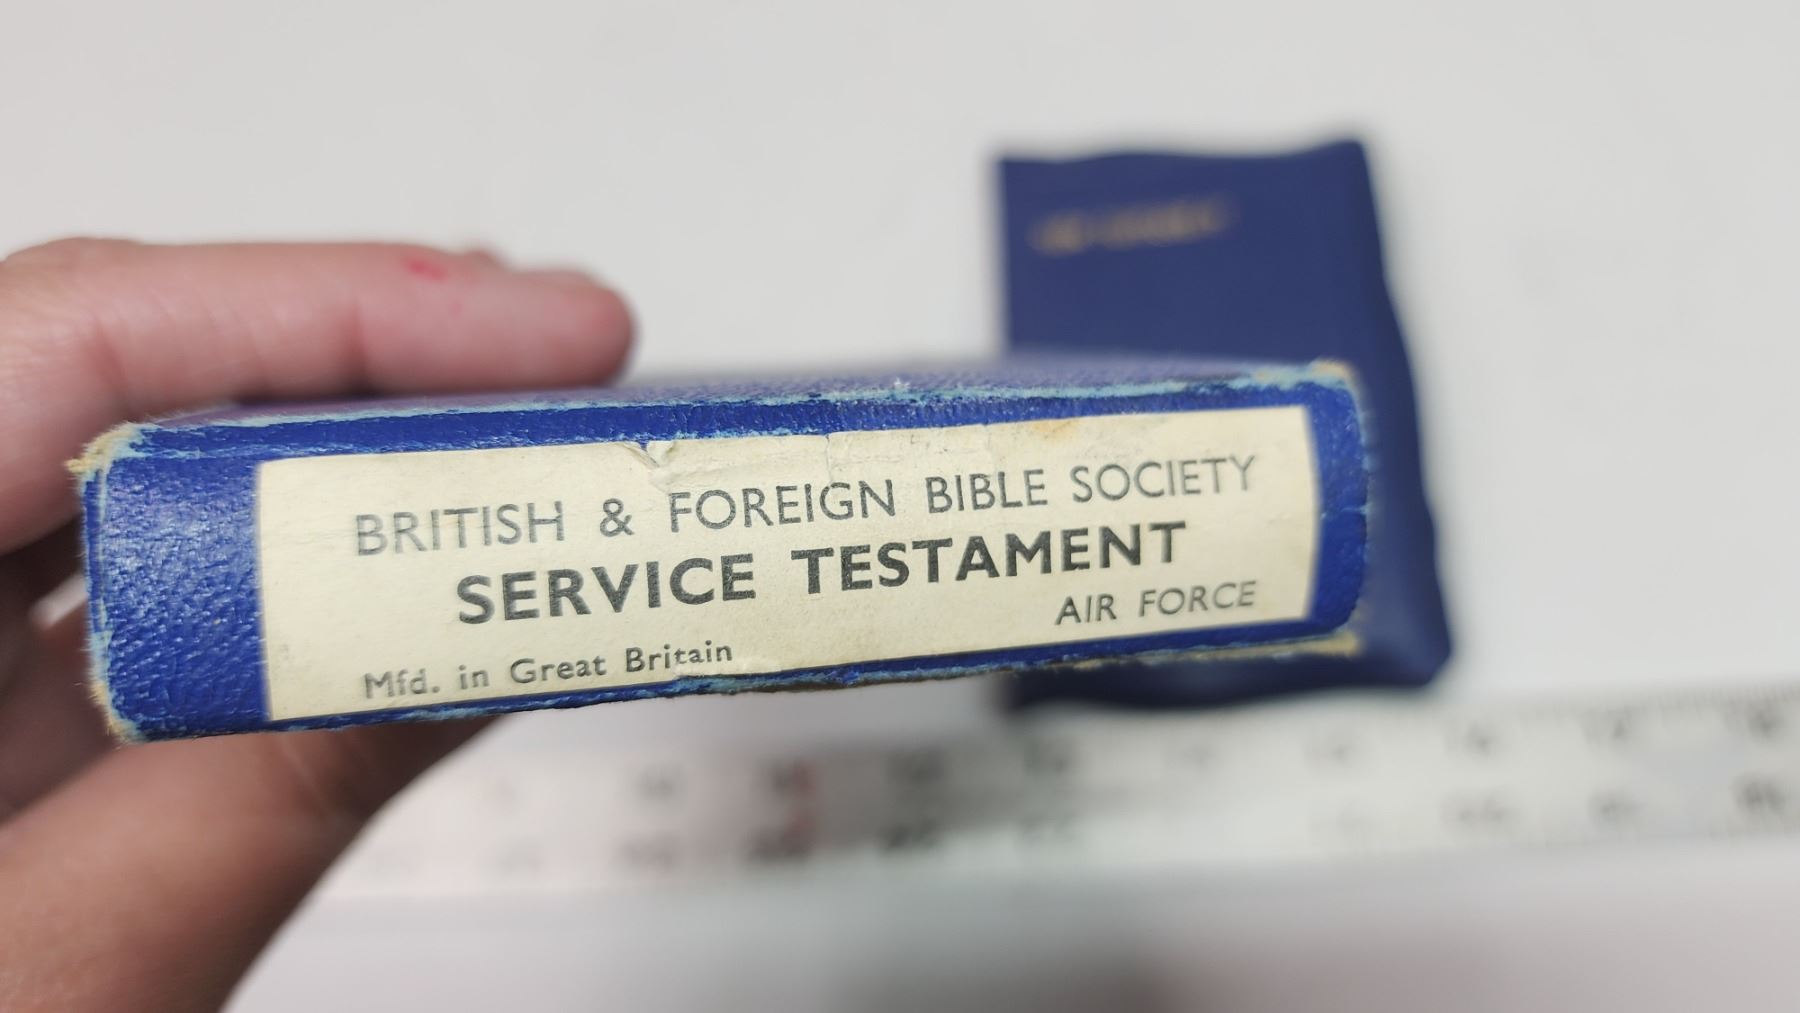 BRITISH & FOREIGN BIBLE SOCIETY
SERVICE TESTAMENT
AIR FORCE
Mfd. in Great Britain